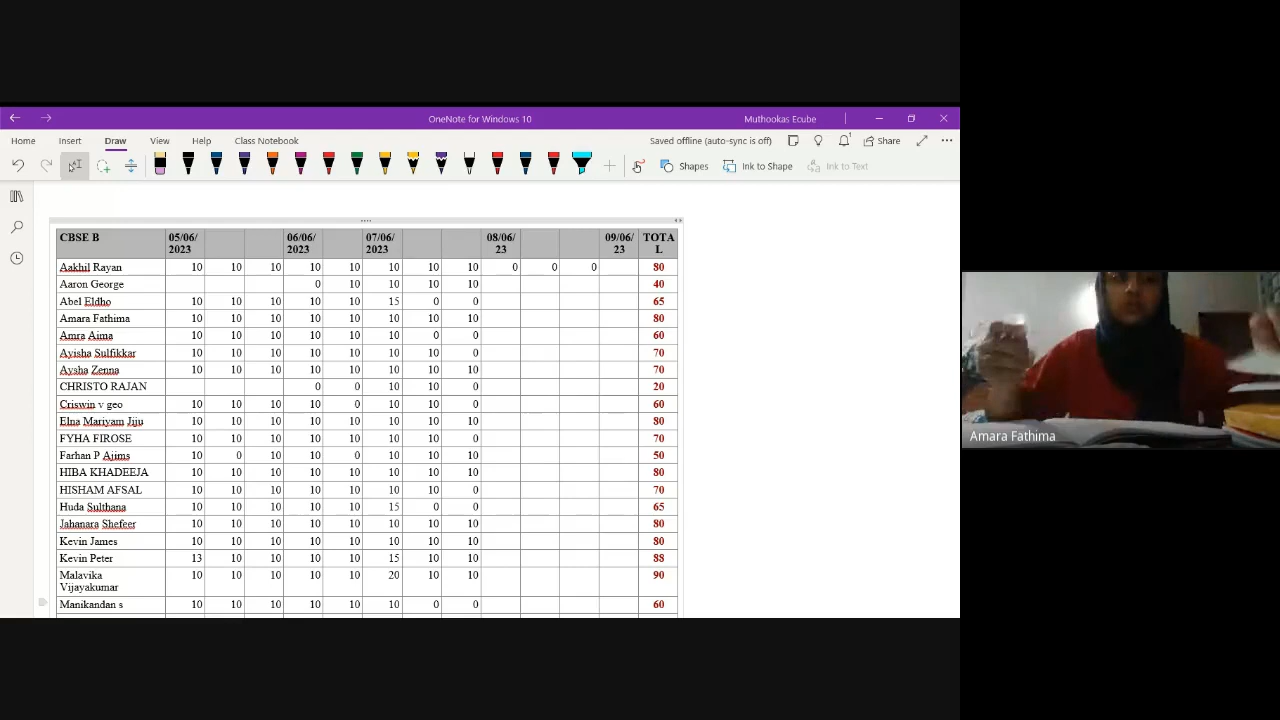 OneNote for Windows 10
Muthookas Ecube
Home Insert Draw View Help Class Notebook
Saved offline (auto-sync is off) Share
Shapes Ink to Shape Ink to Text
CBSE B 05/06/ 06/06/ 07/06/ 08/06/ 09/06/ TOTA
2023 2023 2023 23 23 L
Aakhil Rayan 10 10 10 10 10 10 10 10 0 0 0 80
Aaron George 0 10 10 10 10 40
Abel Eldho 10 10 10 10 10 15 0 0 65
Amara Fathima 10 10 10 10 10 10 10 10 80
Amra Aima 10 10 10 10 10 10 0 0 60
Ayisha Sulfikkar 10 10 10 10 10 10 10 0 70
Aysha Zenna 10 10 10 10 10 10 10 10 70
CHRISTO RAJAN 0 0 10 10 0 20
Criswin v geo 10 10 10 10 0 10 10 0 60
Elna Mariyam Jiju 10 10 10 10 10 10 10 10 80
FYHA FIROSE 10 10 10 10 10 10 10 0 70
Farhan P Ajims 10 0 10 10 0 10 10 10 50
HIBA KHADEEJA 10 10 10 10 10 10 10 10 80
HISHAM AFSAL 10 10 10 10 10 10 10 0 70
Huda Sulthana 10 10 10 10 10 15 0 0 65
Jahanara Shefeer 10 10 10 10 10 10 10 10 80
Kevin James 10 10 10 10 10 10 10 10 80
Kevin Peter 13 10 10 10 10 15 10 10 88
Malavika 10 10 10 10 10 20 10 10 90
Vijayakumar
Manikandan s 10 10 10 10 10 10 0 0 60
Amara Fathima